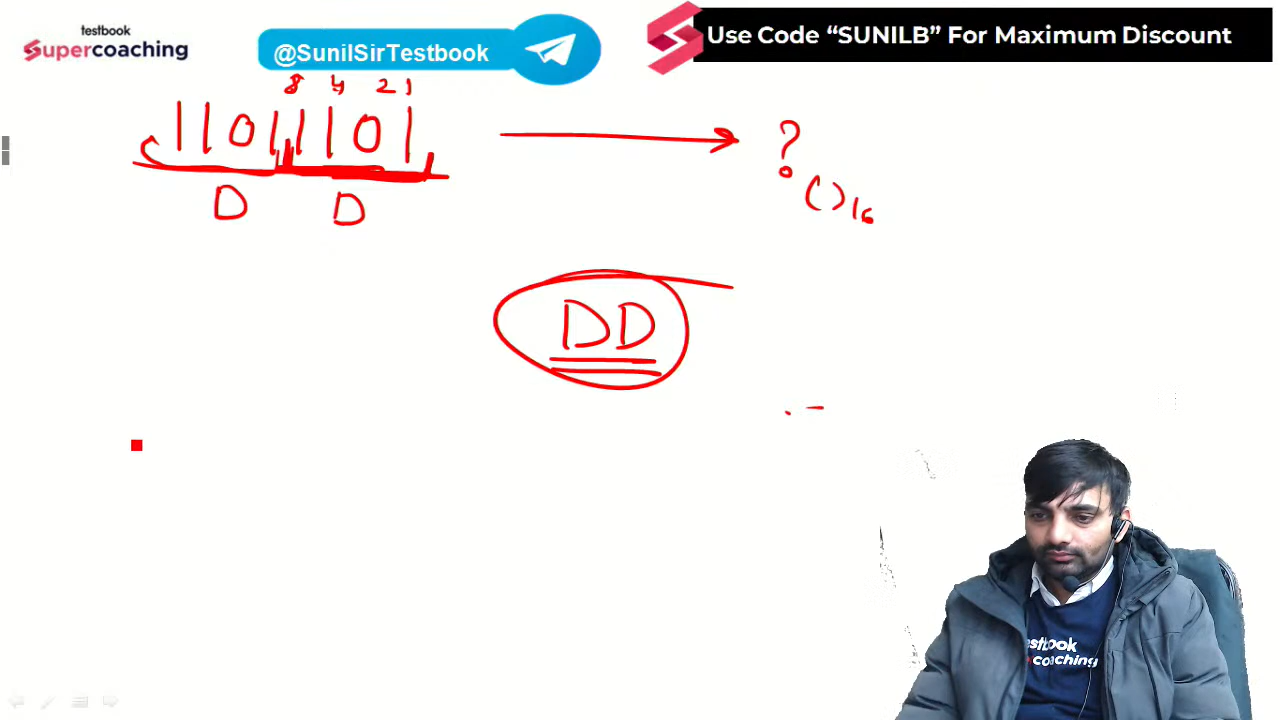 testbook
Supercoaching
@SunilSirTestbook
Use Code “SUNILB” For Maximum Discount
8 4 2 1
11011101 → ?
( )16
D D
DD
testbook
coaching